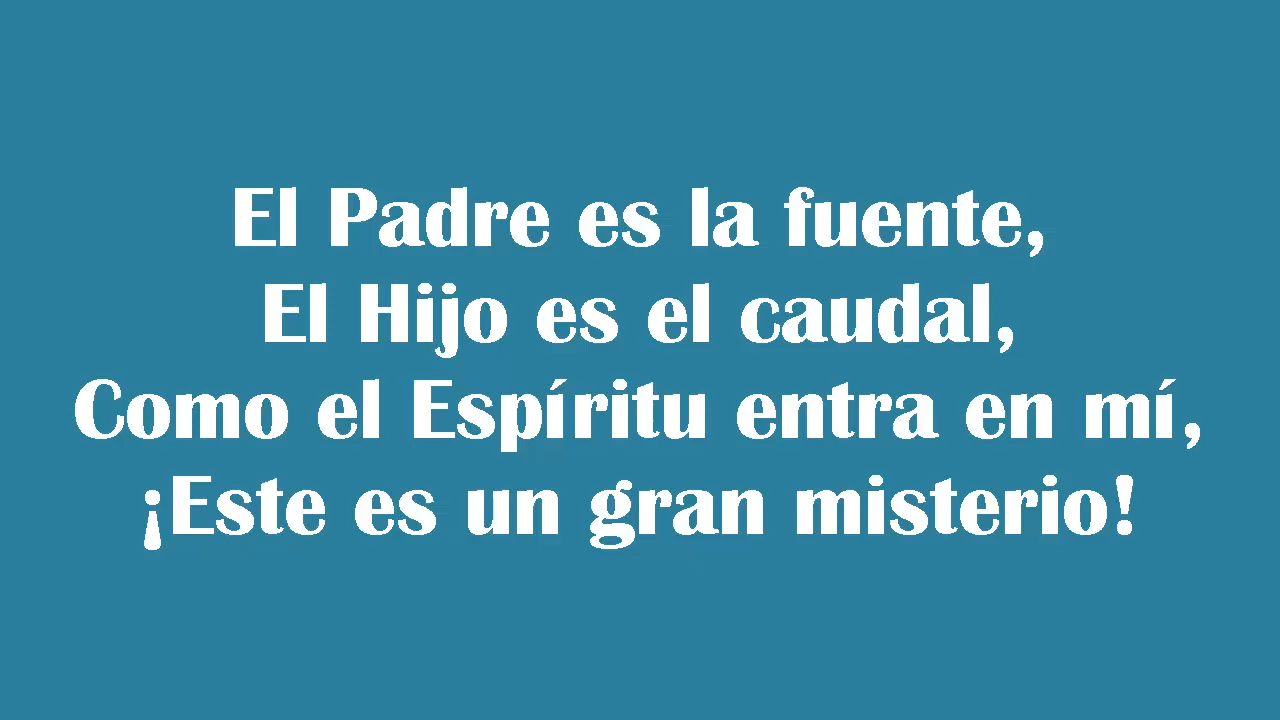 El Padre es la fuente,
El Hijo es el caudal,
Como el Espíritu entra en mí,
¡Este es un gran misterio!